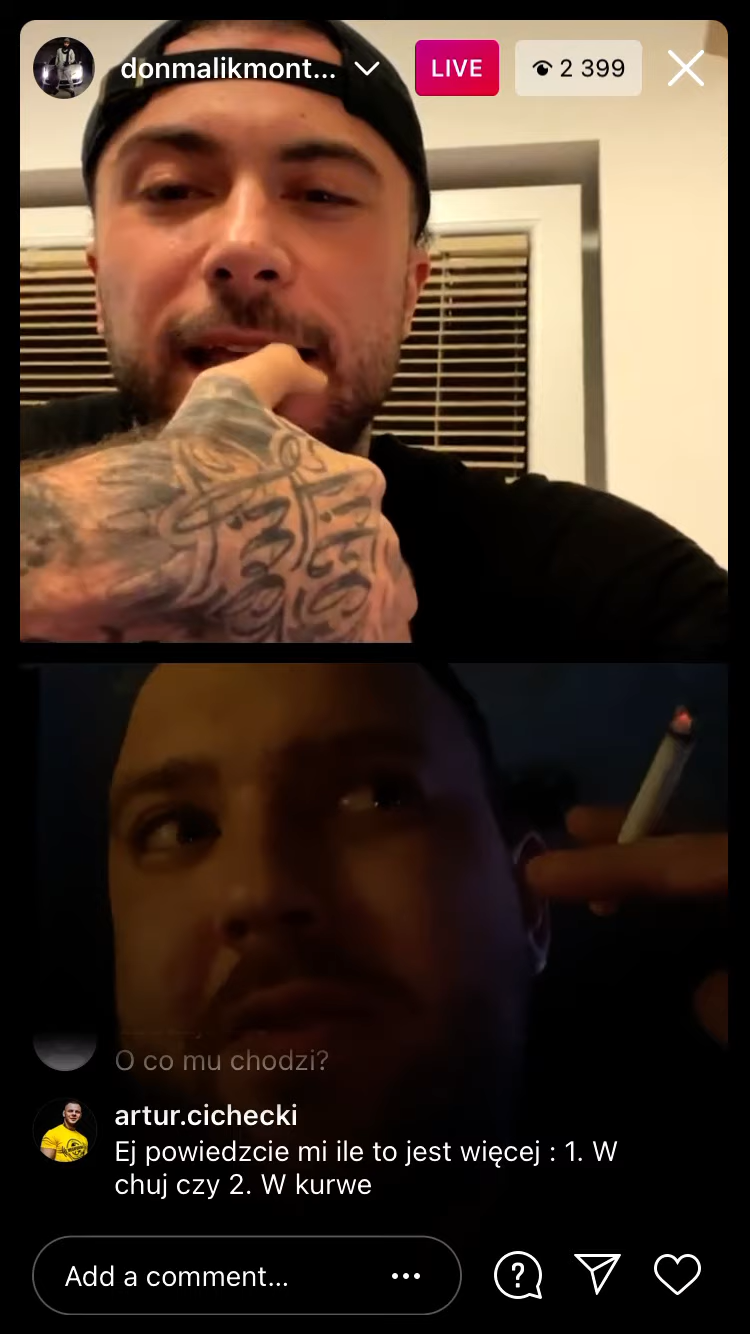 donmalikmont...
LIVE
2 399
O co mu chodzi?
artur.cichecki
Ej powiedzcie mi ile to jest więcej : 1. W
chuj czy 2. W kurwe
Add a comment...